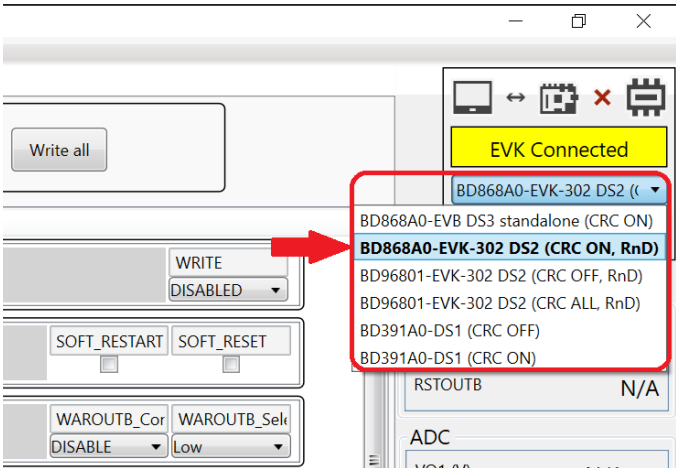 Write all
EVK Connected
BD868A0-EVK-302 DS2 (
BD868A0-EVB DS3 standalone (CRC ON)
BD868A0-EVK-302 DS2 (CRC ON, RnD)
BD96801-EVK-302 DS2 (CRC OFF, RnD)
BD96801-EVK-302 DS2 (CRC ALL, RnD)
BD391A0-DS1 (CRC OFF)
BD391A0-DS1 (CRC ON)
WRITE
DISABLED
SOFT_RESTART SOFT_RESET
RSTOUTB N/A
WAROUTB_Cor WAROUTB_Sele
DISABLE Low
ADC
VO1 (V)